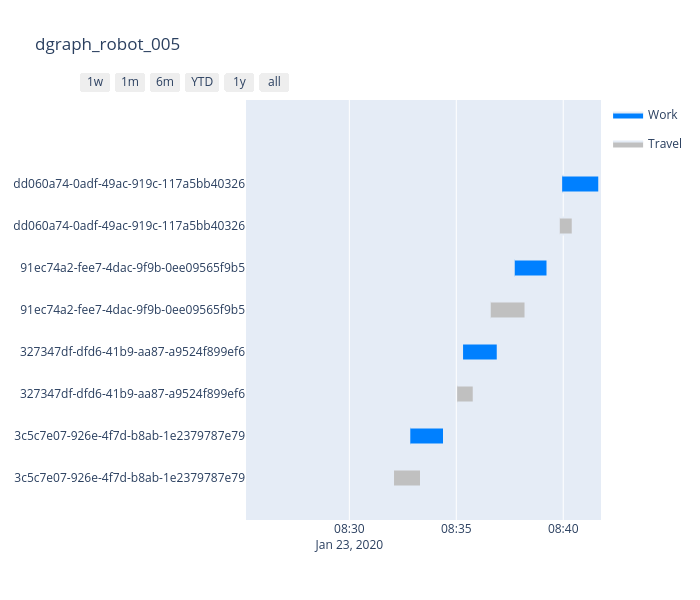 dgraph_robot_005
1w 1m 6m YTD 1y all
Work
Travel
dd060a74-0adf-49ac-919c-117a5bb40326
dd060a74-0adf-49ac-919c-117a5bb40326
91ec74a2-fee7-4dac-9f9b-0ee09565f9b5
91ec74a2-fee7-4dac-9f9b-0ee09565f9b5
327347df-dfd6-41b9-aa87-a9524f899ef6
327347df-dfd6-41b9-aa87-a9524f899ef6
3c5c7e07-926e-4f7d-b8ab-1e2379787e79
3c5c7e07-926e-4f7d-b8ab-1e2379787e79
08:30 08:35 08:40
Jan 23, 2020